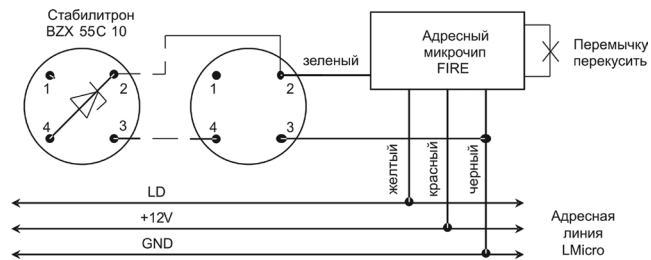 Стабилитрон
BZX 55C 10
1
2
4
3
1
2
4
3
зеленый
Адресный
микрочип
FIRE
Перемычку
перекусить
желтый
красный
черный
LD
+12V
GND
Адресная
линия
LMicro